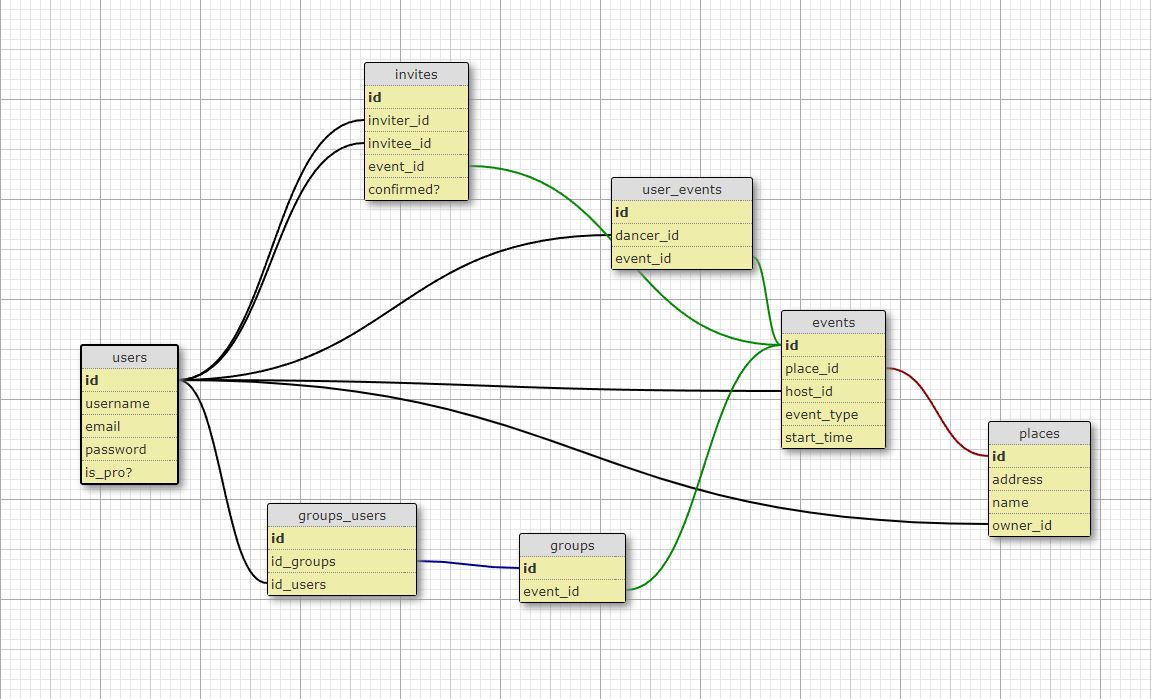 invites
id
inviter_id
invitee_id
event_id
confirmed?
user_events
id
dancer_id
event_id
events
id
place_id
host_id
event_type
start_time
users
id
username
email
password
is_pro?
places
id
address
name
owner_id
groups_users
id
id_groups
id_users
groups
id
event_id